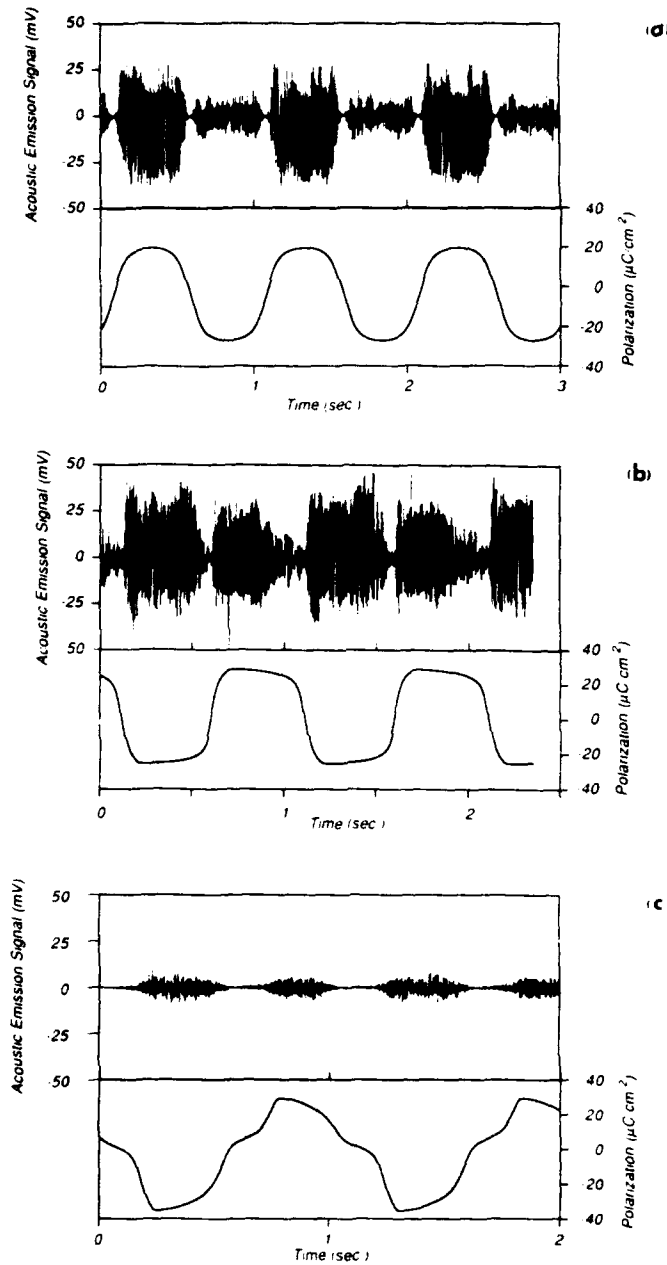 (a)
Acoustic Emission Signal (mV)
50
25
0
-25
-50
40
20
0
-20
-40
Polarization (μC·cm²)
0 1 2 3
Time (sec)
(b)
Acoustic Emission Signal (mV)
50
25
0
-25
50
40
20
0
-20
-40
Polarization (μC cm²)
0 1 2
Time (sec)
(c
Acoustic Emission Signal (mV)
50
25
0
-25
-50
40
20
0
-20
-40
Polarization (μC cm²)
0 1 2
Time (sec)